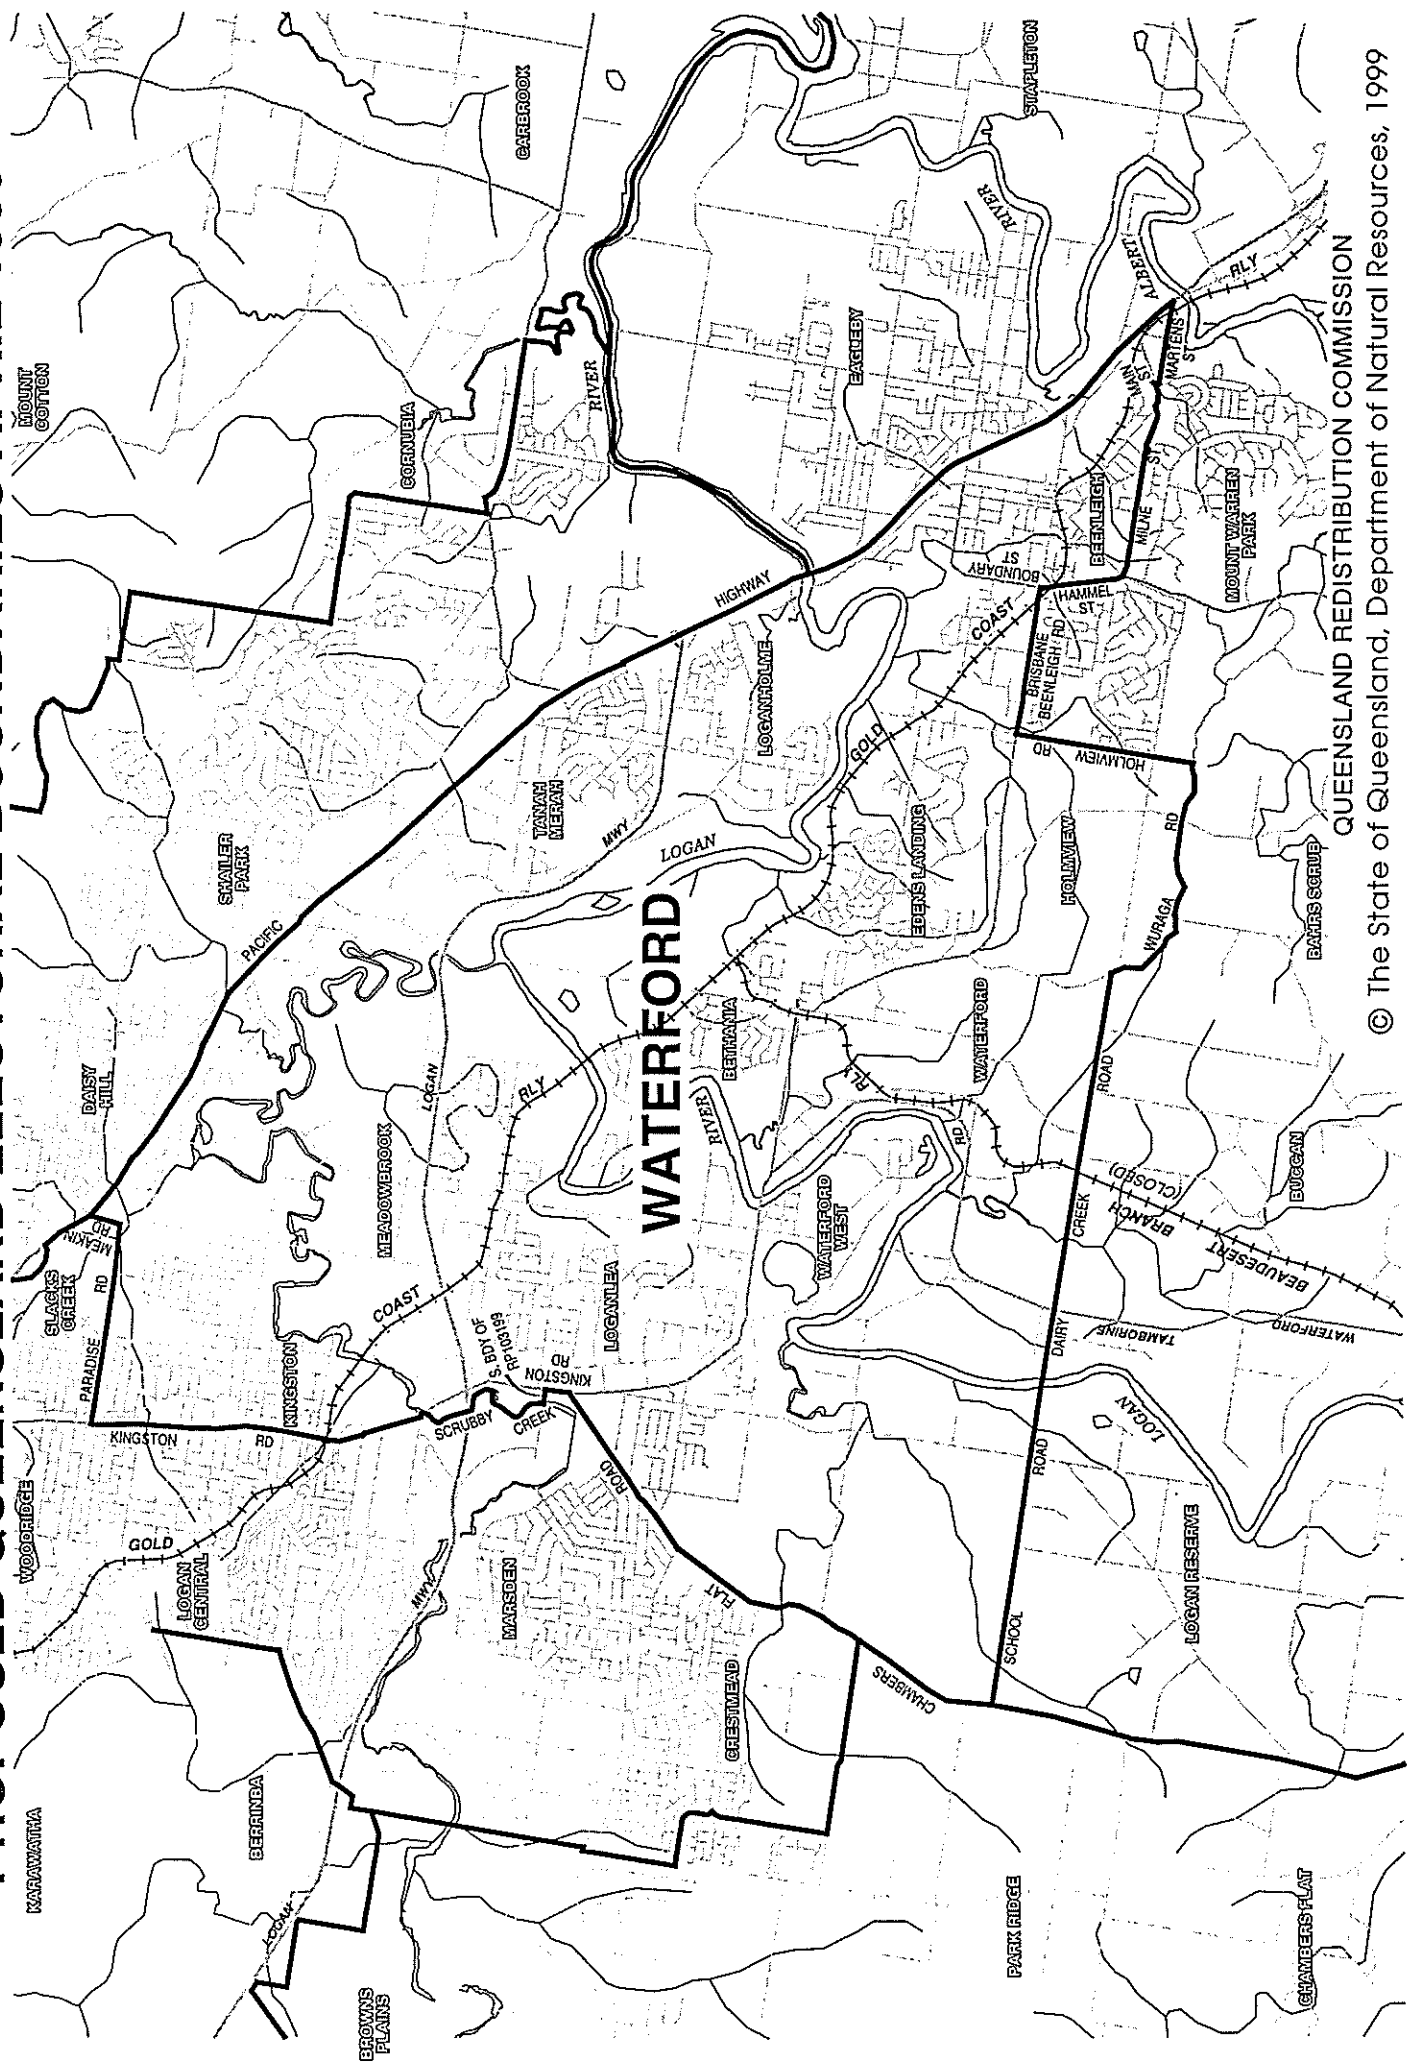 KARAWATHA
WOODRIDGE
SLACKS
CREEK
MEAKIN
RD
DAISY
HILL
MOUNT
COTTON
PARADISE
RD
KINGSTON
RD
GOLD
LOGAN
CENTRAL
BERRINBA
LOGAN
BROWNS
PLAINS
SHAILER
PARK
PACIFIC
KINGSTON
COAST
MEADOWBROOK
CORNUBIA
CARBROOK
MWY
LOGAN
SCRUBBY
CREEK
S. BDY OF
RP103199
KINGSTON
RD
MARSDEN
ROAD
RLY
TANAH
MERAH
MWY
RIVER
LOGANLEA
WATERFORD
LOGAN
HIGHWAY
LOGANHOLME
FLAT
CRESTMEAD
RIVER
BETHANIA
WATERFORD
WEST
RLY
GOLD
EDENS LANDING
EAGLEBY
COAST
CHAMBERS
RD
WATERFORD
HOLMVIEW
BOUNDARY
ST
RIVER
STAPLETON
SCHOOL
ROAD
DAIRY
CREEK
ROAD
RD
HOLMVIEW
BRISBANE
BEENLEIGH RD
HAMMEL
ST
BEENLEIGH
MAIN
ST
ALBERT
MARTENS
ST
MILNE
ST
RLY
WURAGA
RD
PARK RIDGE
LOGAN
TAMBORINE
WATERFORD
BEAUDESERT
BRANCH
(CLOSED)
LOGAN RESERVE
MOUNT WARREN
PARK
BUCCAN
BAHRS SCRUB
CHAMBERS FLAT
QUEENSLAND REDISTRIBUTION COMMISSION
© The State of Queensland, Department of Natural Resources, 1999